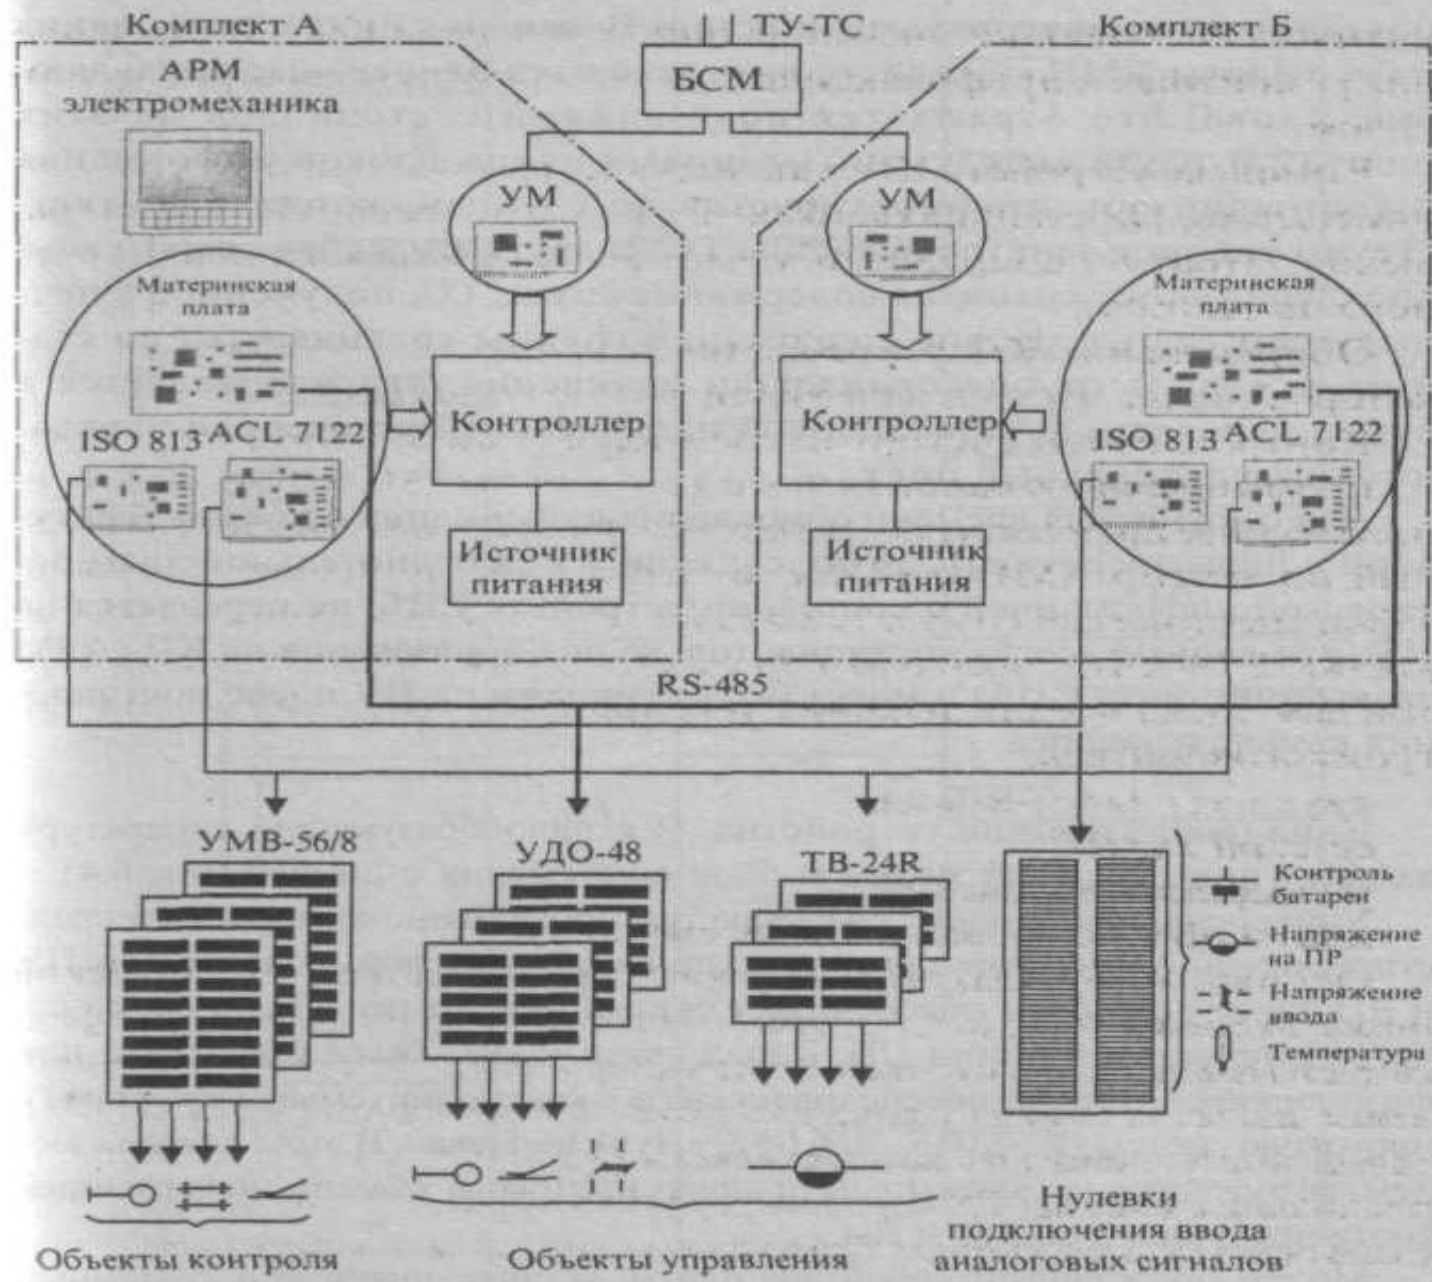 Комплект А
ТУ-ТС
Комплект Б
АРМ
электромеханика
БСМ
УМ
УМ
Материнская
плата
Материнская
плата
Контроллер
Контроллер
ISO 813
ACL 7122
ISO 813
ACL 7122
Источник
питания
Источник
питания
RS-485
УМВ-56/8
УДО-48
ТВ-24R
Контроль
батареи
Напряжение
на ПР
Напряжение
ввода
Температура
Объекты контроля
Объекты управления
Нулевки
подключения ввода
аналоговых сигналов